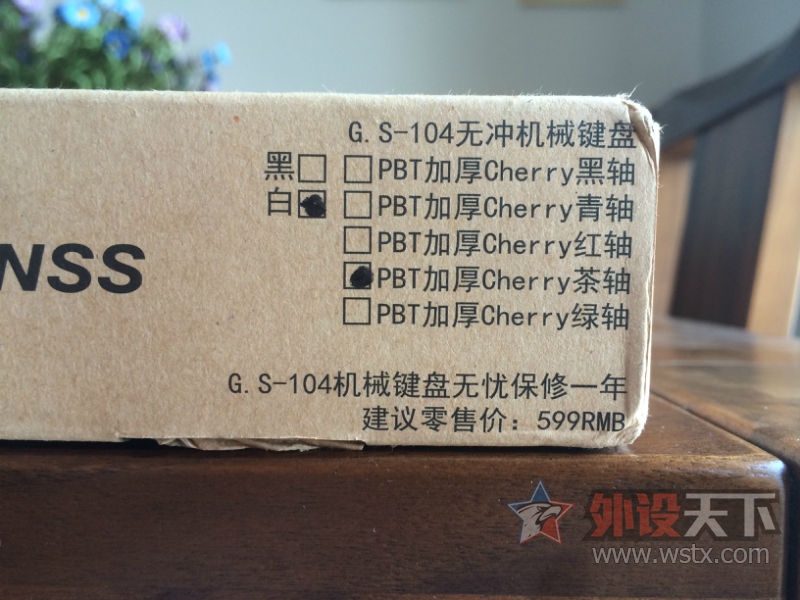 G.S-104无冲机械键盘
黑□ □PBT加厚Cherry黑轴
白■ □PBT加厚Cherry青轴
□PBT加厚Cherry红轴
■PBT加厚Cherry茶轴
□PBT加厚Cherry绿轴
NSS
G.S-104机械键盘无忧保修一年
建议零售价：599RMB
外设天下
www.wstx.com